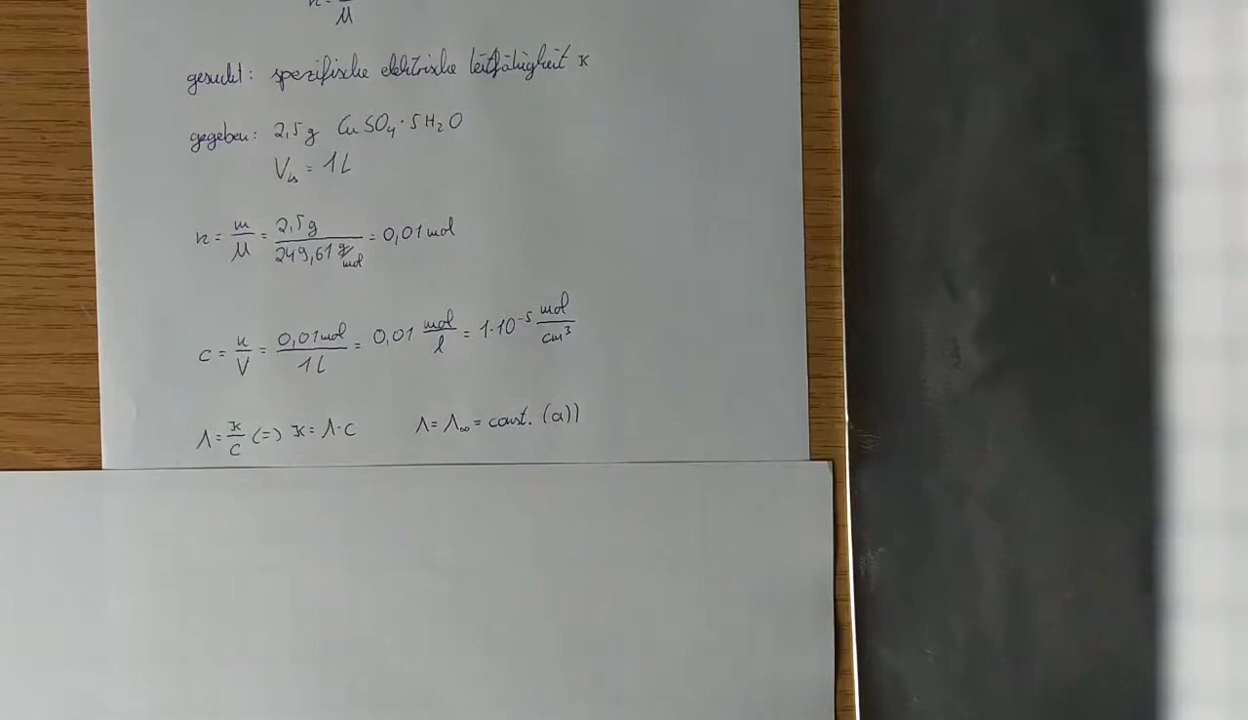 n = — M
gesucht: spezifische elektrische Leitfähigkeit κ
gegeben: 2,5 g CuSO₄ · 5 H₂O
V = 1 L
n = m/M = 2,5 g / 249,61 g/mol = 0,01 mol
c = n/V = 0,01 mol / 1 L = 0,01 mol/l = 1·10⁻⁵ mol/cm³
Λ = κ/c (=) κ = Λ·c Λ = Λ∞ = const. (a))